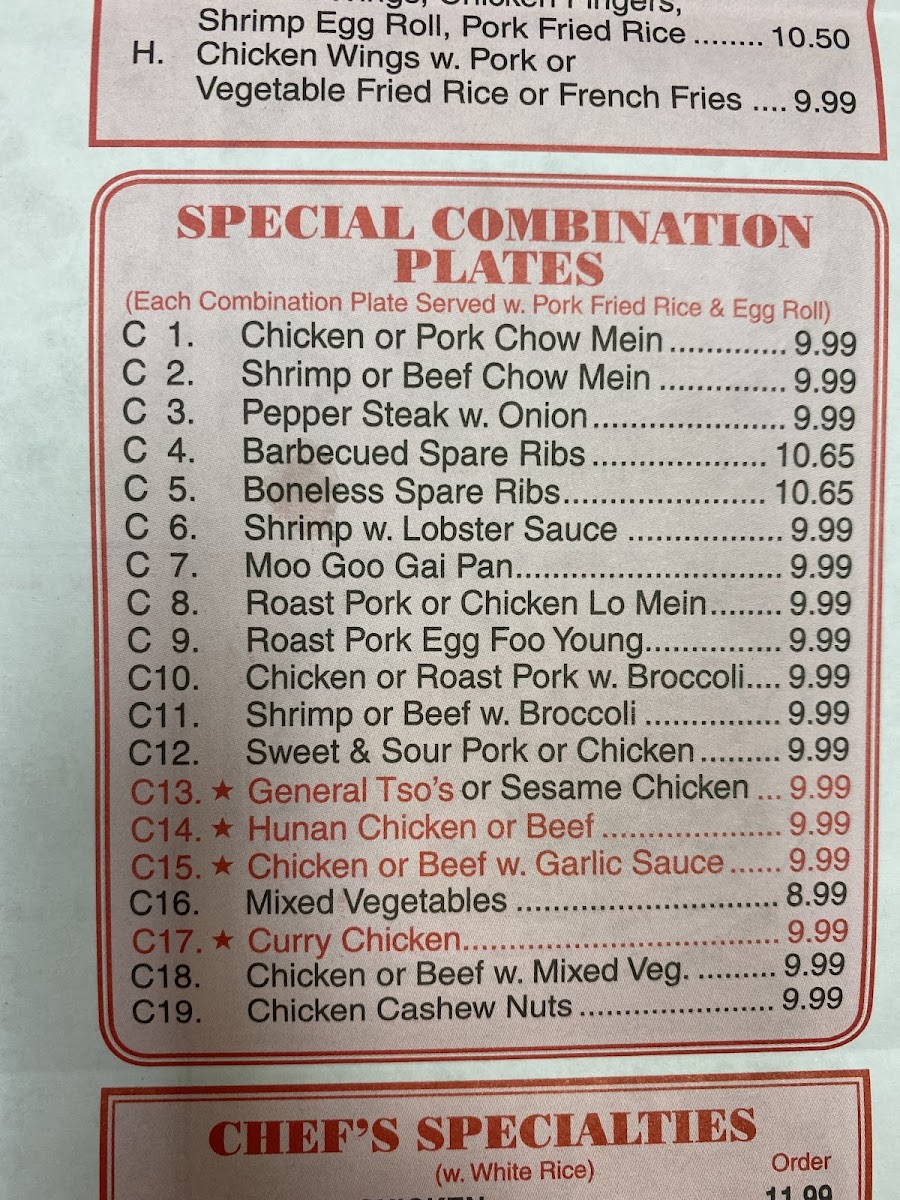 Chicken Fingers,
Shrimp Egg Roll, Pork Fried Rice ........ 10.50
H. Chicken Wings w. Pork or
Vegetable Fried Rice or French Fries .... 9.99
SPECIAL COMBINATION
PLATES
(Each Combination Plate Served w. Pork Fried Rice & Egg Roll)
C 1. Chicken or Pork Chow Mein ............. 9.99
C 2. Shrimp or Beef Chow Mein .............. 9.99
C 3. Pepper Steak w. Onion ..................... 9.99
C 4. Barbecued Spare Ribs ................... 10.65
C 5. Boneless Spare Ribs...................... 10.65
C 6. Shrimp w. Lobster Sauce ................. 9.99
C 7. Moo Goo Gai Pan............................. 9.99
C 8. Roast Pork or Chicken Lo Mein........ 9.99
C 9. Roast Pork Egg Foo Young............... 9.99
C10. Chicken or Roast Pork w. Broccoli.... 9.99
C11. Shrimp or Beef w. Broccoli ............... 9.99
C12. Sweet & Sour Pork or Chicken ......... 9.99
C13. ★ General Tso's or Sesame Chicken ... 9.99
C14. ★ Hunan Chicken or Beef .................... 9.99
C15. ★ Chicken or Beef w. Garlic Sauce ...... 9.99
C16. Mixed Vegetables ............................. 8.99
C17. ★ Curry Chicken................................... 9.99
C18. Chicken or Beef w. Mixed Veg. ......... 9.99
C19. Chicken Cashew Nuts ...................... 9.99
CHEF'S SPECIALTIES
(w. White Rice) Order
11.99